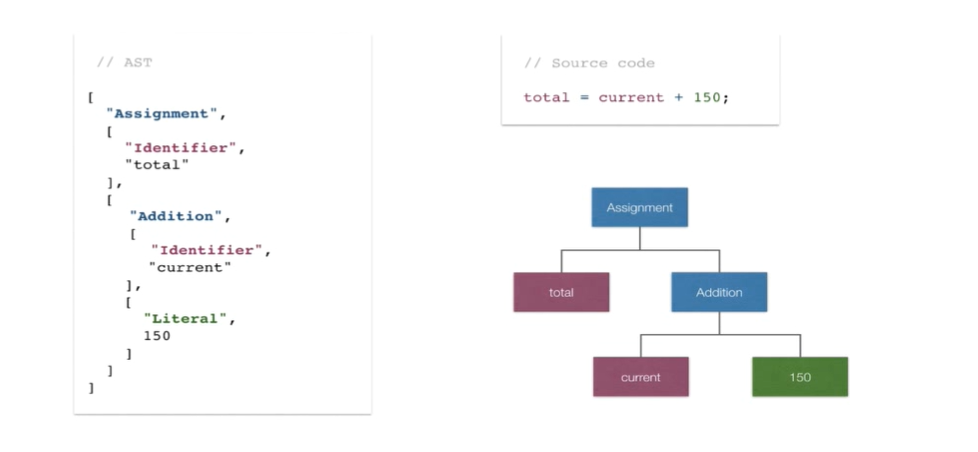 // AST
[
"Assignment",
[
"Identifier",
"total"
],
[
"Addition",
[
"Identifier",
"current"
],
[
"Literal",
150
]
]
]
// Source code
total = current + 150;
Assignment
total
Addition
current
150